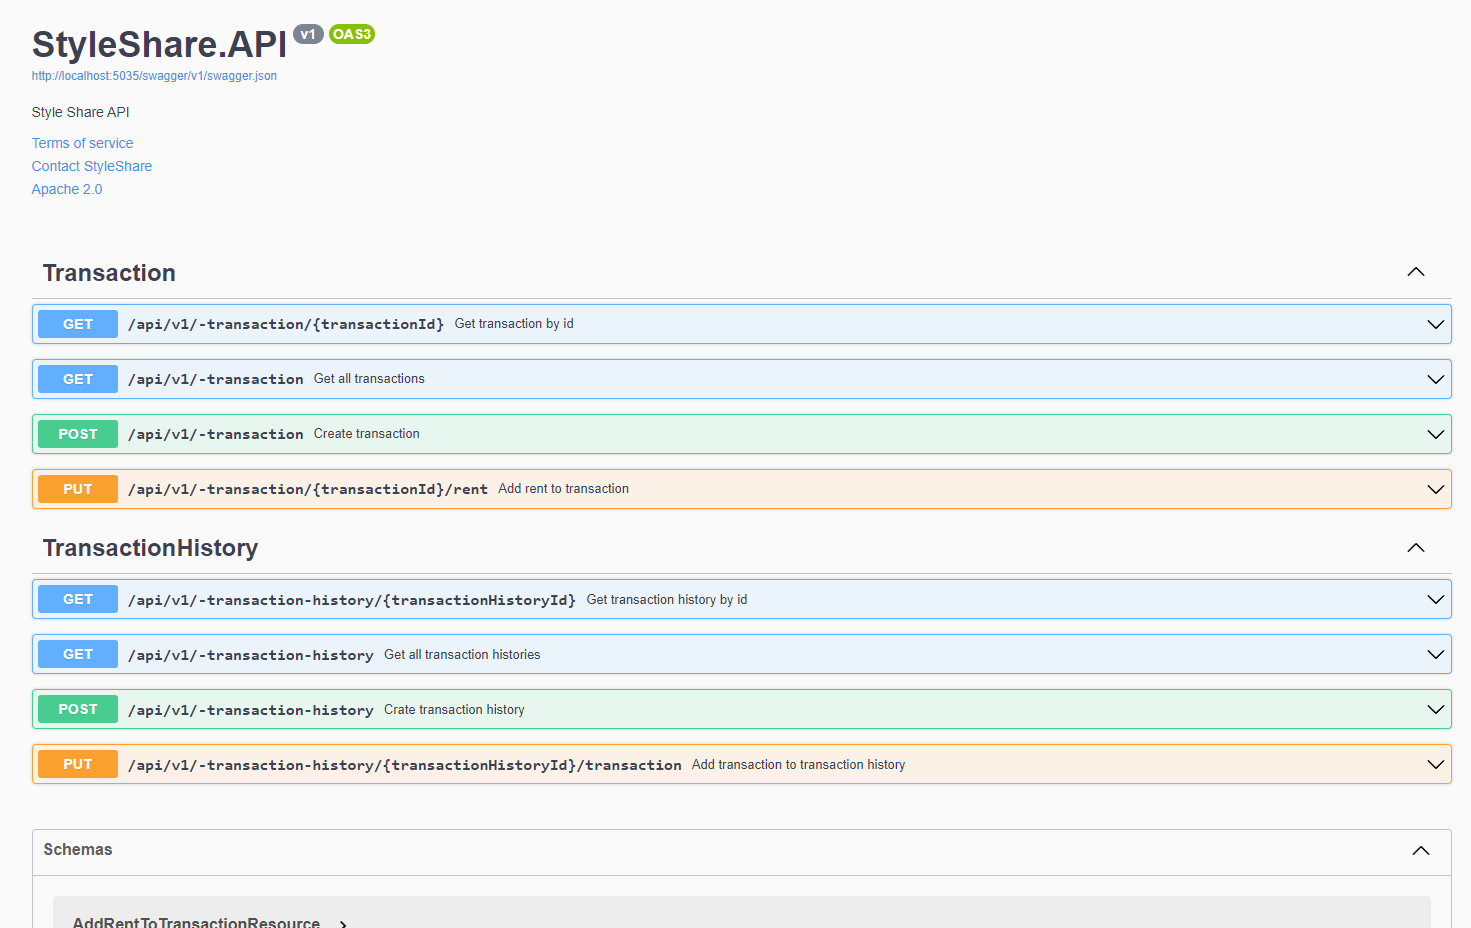 StyleShare.API v1 OAS3
http://localhost:5035/swagger/v1/swagger.json
Style Share API
Terms of service
Contact StyleShare
Apache 2.0
Transaction
GET /api/v1/-transaction/{transactionId} Get transaction by id
GET /api/v1/-transaction Get all transactions
POST /api/v1/-transaction Create transaction
PUT /api/v1/-transaction/{transactionId}/rent Add rent to transaction
TransactionHistory
GET /api/v1/-transaction-history/{transactionHistoryId} Get transaction history by id
GET /api/v1/-transaction-history Get all transaction histories
POST /api/v1/-transaction-history Crate transaction history
PUT /api/v1/-transaction-history/{transactionHistoryId}/transaction Add transaction to transaction history
Schemas
AddRentToTransactionResource